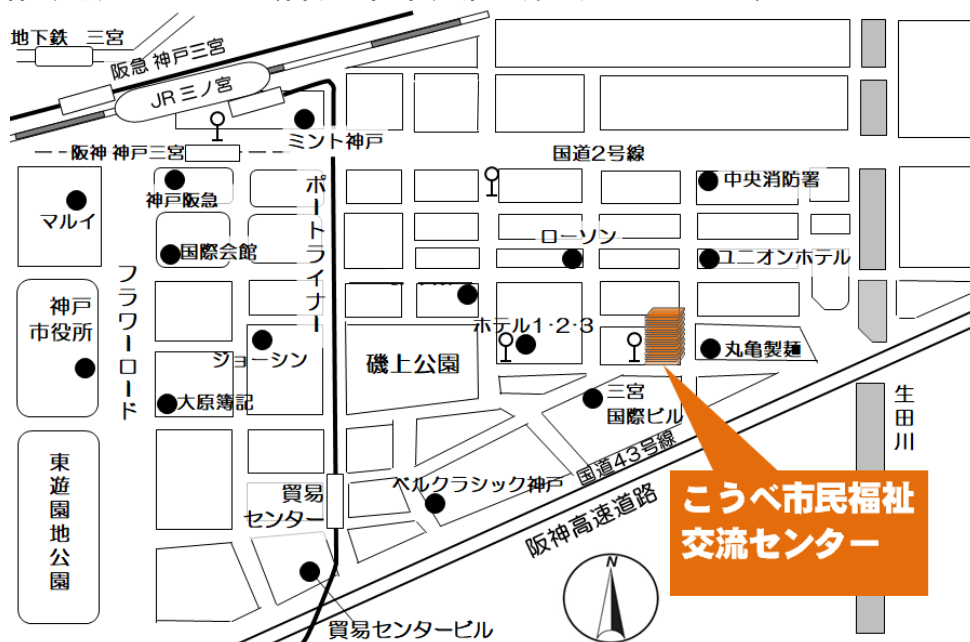 地下鉄 三宮
阪急 神戸三宮
JR 三ノ宮
ミント神戸
阪神 神戸三宮
国道2号線
マルイ
神戸阪急
ポートライナー
中央消防署
国際会館
ローソン
ユニオンホテル
フラワーロード
神戸
市役所
ジョーシン
磯上公園
ホテル1・2・3
丸亀製麺
大原簿記
三宮
国際ビル
生田川
東遊園地公園
貿易
センター
ベルクラシック神戸
国道43号線
阪神高速道路
こうべ市民福祉
交流センター
N
貿易センタービル